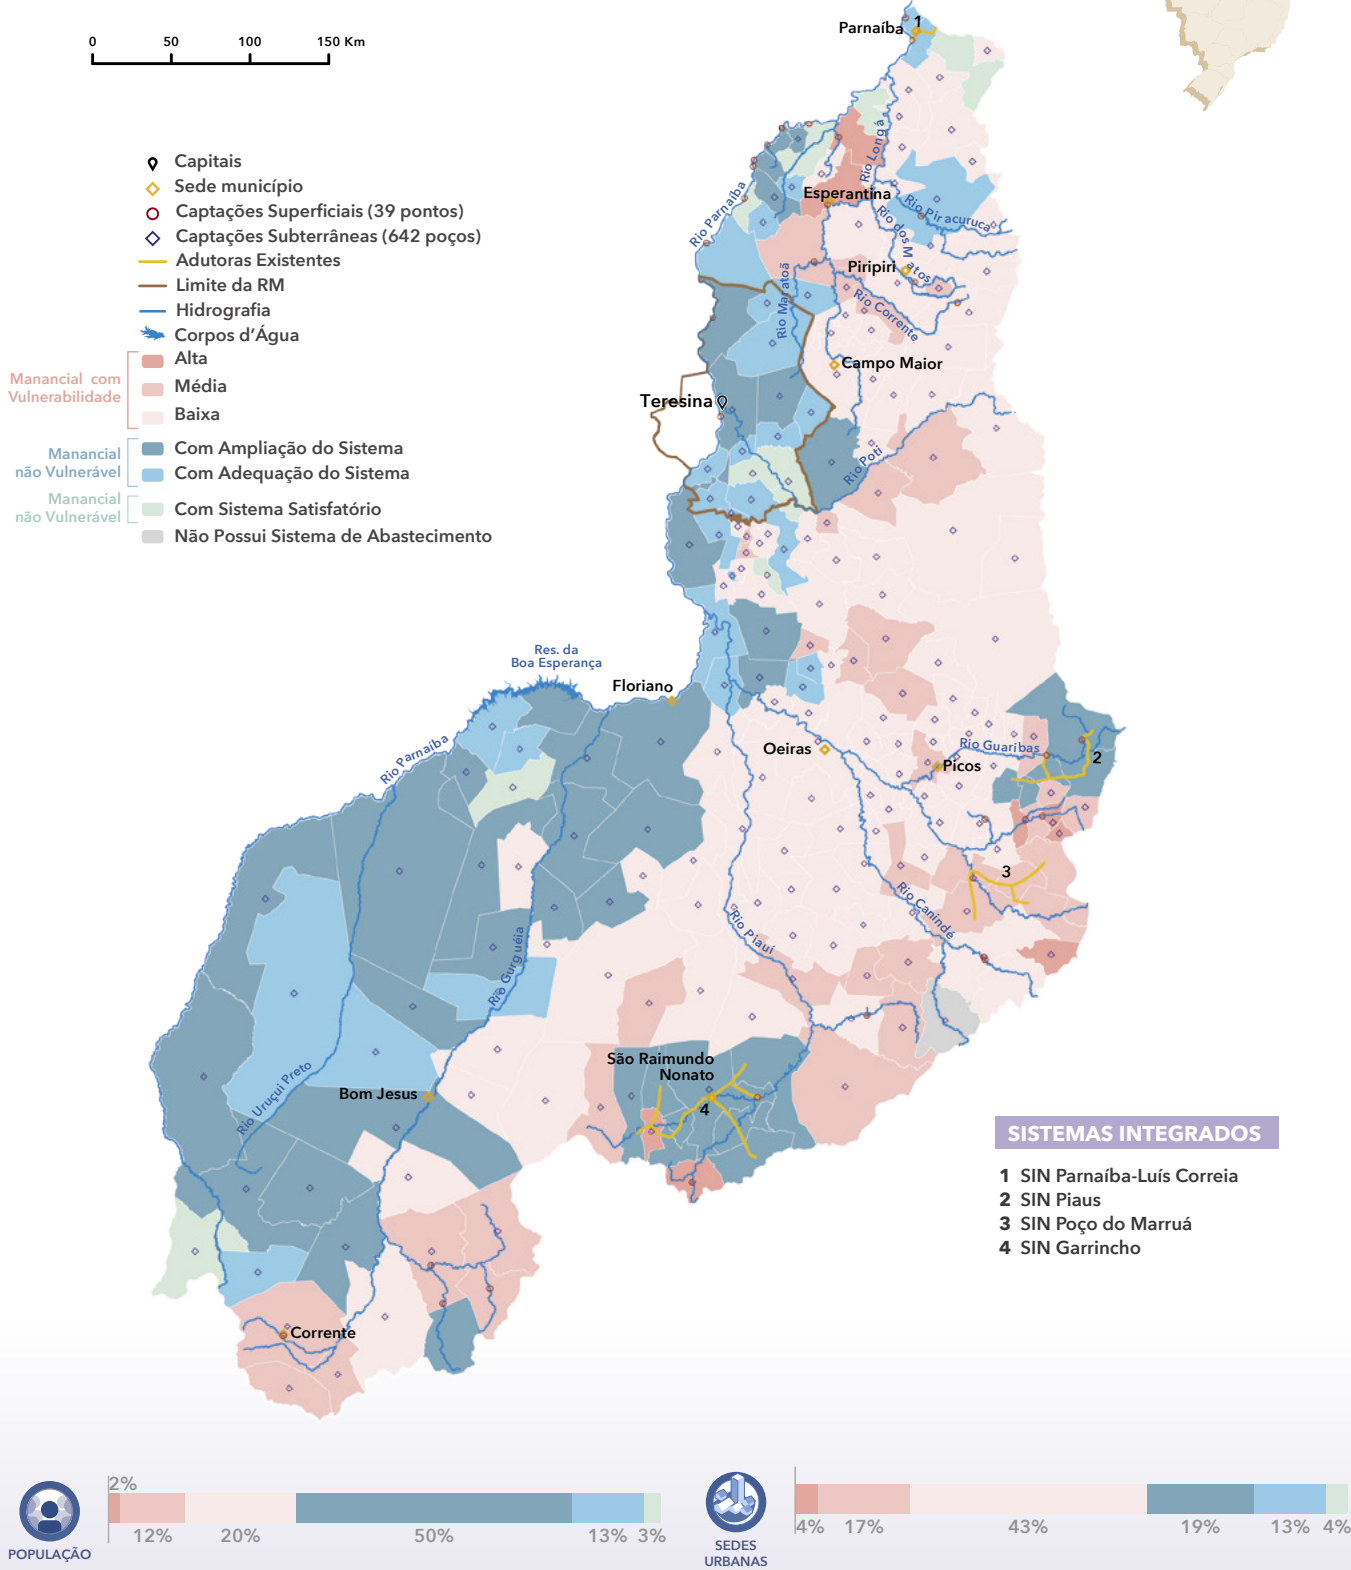 Parnaíba
1
0 50 100 150 Km
Capitais
Sede município
Captações Superficiais (39 pontos)
Captações Subterrâneas (642 poços)
Adutoras Existentes
Limite da RM
Hidrografia
Corpos d'Água
Manancial com
Vulnerabilidade
Alta
Média
Baixa
Manancial
não Vulnerável
Com Ampliação do Sistema
Com Adequação do Sistema
Manancial
não Vulnerável
Com Sistema Satisfatório
Não Possui Sistema de Abastecimento
Rio Longá
Esperantina
Rio Parnaíba
Rio Piracuruca
Rio dos Matos
Piripiri
Rio Corrente
Campo Maior
Teresina
Rio Poti
Res. da
Boa Esperança
Floriano
Rio Parnaíba
Oeiras
Rio Guaribas
2
Picos
3
Rio Canindé
Rio Piauí
Rio Gurguéia
São Raimundo
Nonato
4
Bom Jesus
Rio Uruçui Preto
Corrente
SISTEMAS INTEGRADOS
1 SIN Parnaíba-Luís Correia
2 SIN Piaus
3 SIN Poço do Marruá
4 SIN Garrincho
POPULAÇÃO
2%
12% 20% 50% 13% 3%
SEDES
URBANAS
4% 17% 43% 19% 13% 4%